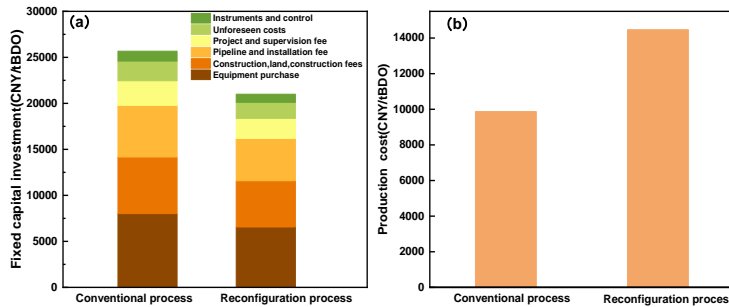 (a)
Instruments and control
Unforeseen costs
Project and supervision fee
Pipeline and installation fee
Construction,land,construction fees
Equipment purchase
Fixed capital investment(CNY/tBDO)
30000
25000
20000
15000
10000
5000
0
Conventional process
Reconfiguration process
(b)
Production cost(CNY/tBDO)
14000
12000
10000
8000
6000
4000
2000
0
Conventional process
Reconfiguration proces